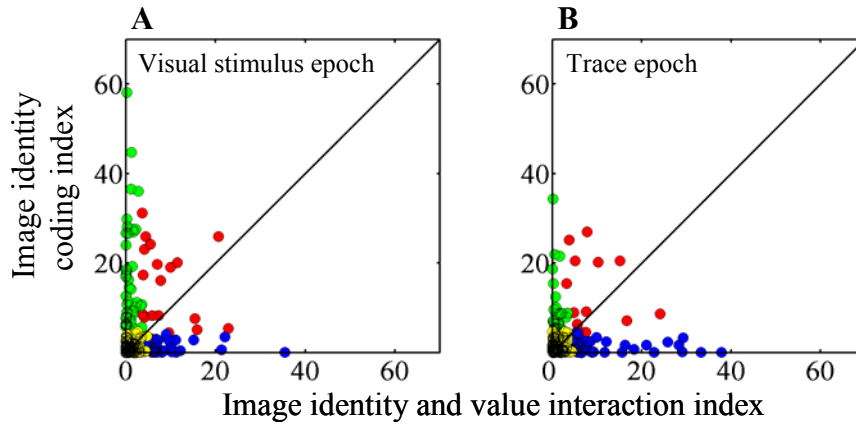 A
B
Visual stimulus epoch
Trace epoch
Image identity
coding index
60
40
20
0
20
40
60
60
40
20
0
20
40
60
Image identity and value interaction index